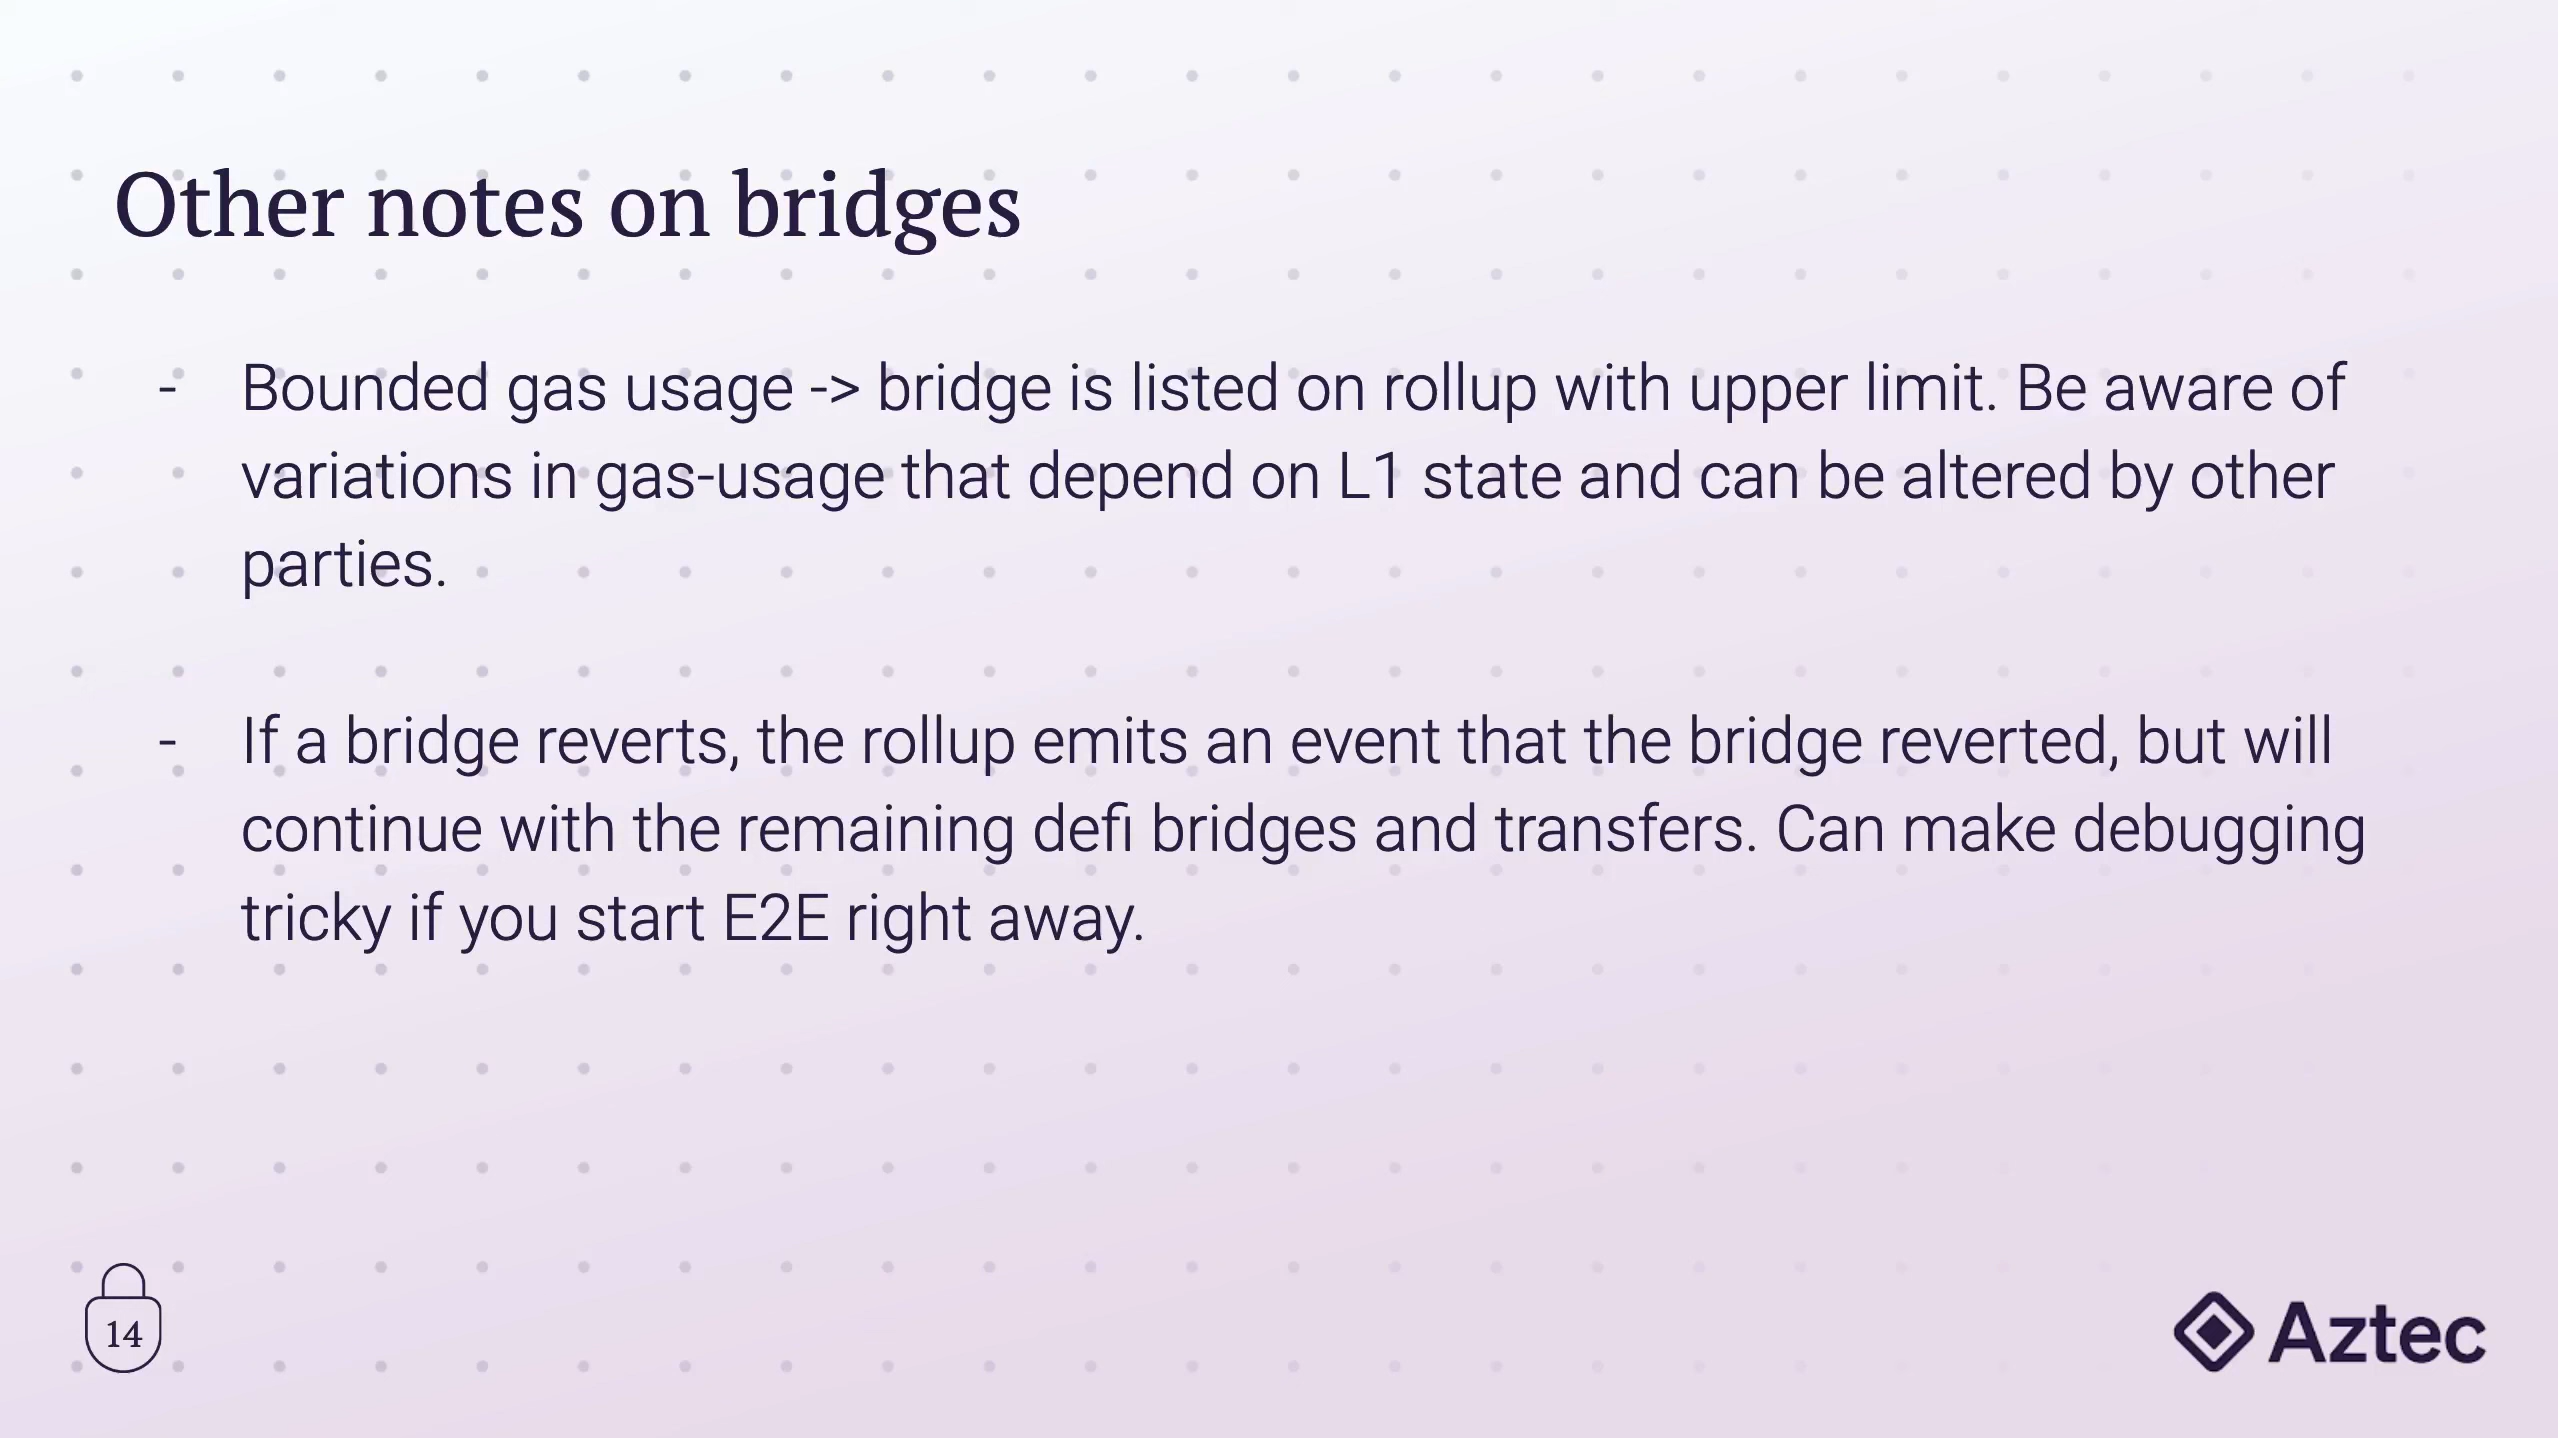 Other notes on bridges
- Bounded gas usage -> bridge is listed on rollup with upper limit. Be aware of
variations in gas-usage that depend on L1 state and can be altered by other
parties.
- If a bridge reverts, the rollup emits an event that the bridge reverted, but will
continue with the remaining defi bridges and transfers. Can make debugging
tricky if you start E2E right away.
14
Aztec